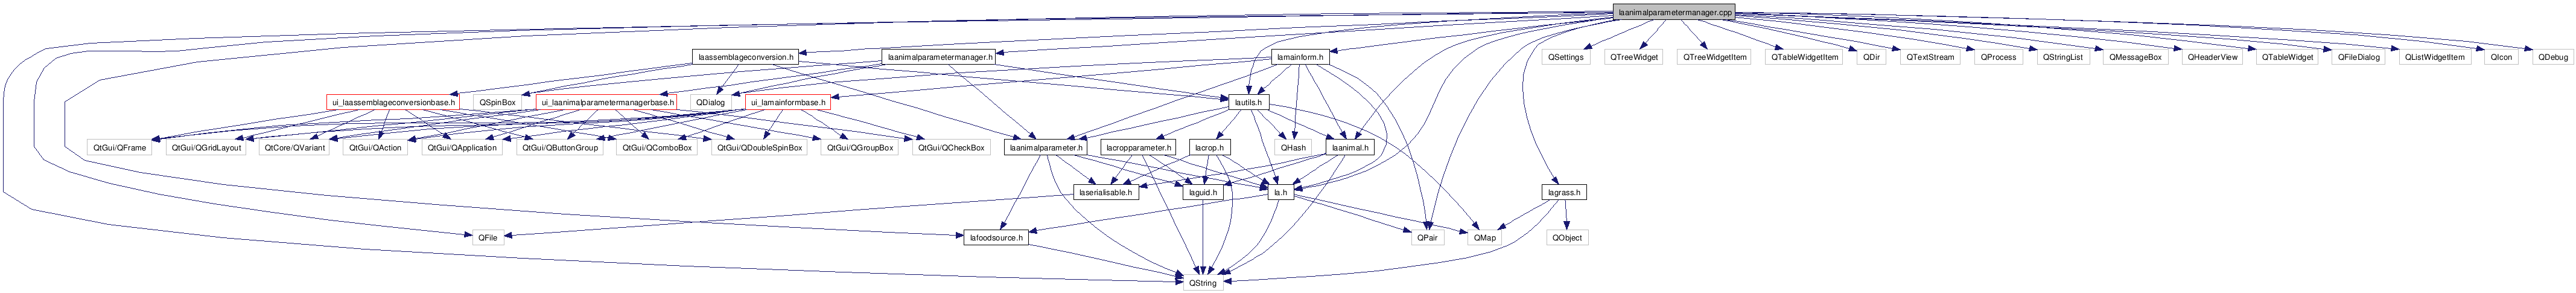 laanimalparametermanager.cpp
laassemblageconversion.h
laanimalparametermanager.h
lamainform.h
QSettings
QTreeWidget
QTreeWidgetItem
QTableWidgetItem
QDir
QTextStream
QProcess
QStringList
QMessageBox
QHeaderView
QTableWidget
QFileDialog
QListWidgetItem
QIcon
QDebug
ui_laassemblageconversionbase.h
QSpinBox
ui_laanimalparametermanagerbase.h
QDialog
ui_lamainformbase.h
lautils.h
QtGui/QFrame
QtGui/QGridLayout
QtCore/QVariant
QtGui/QAction
QtGui/QApplication
QtGui/QButtonGroup
QtGui/QComboBox
QtGui/QDoubleSpinBox
QtGui/QGroupBox
QtGui/QCheckBox
laanimalparameter.h
lacropparameter.h
lacrop.h
QHash
laanimal.h
laserialisable.h
laguid.h
la.h
lagrass.h
QFile
lafoodsource.h
QPair
QMap
QObject
QString